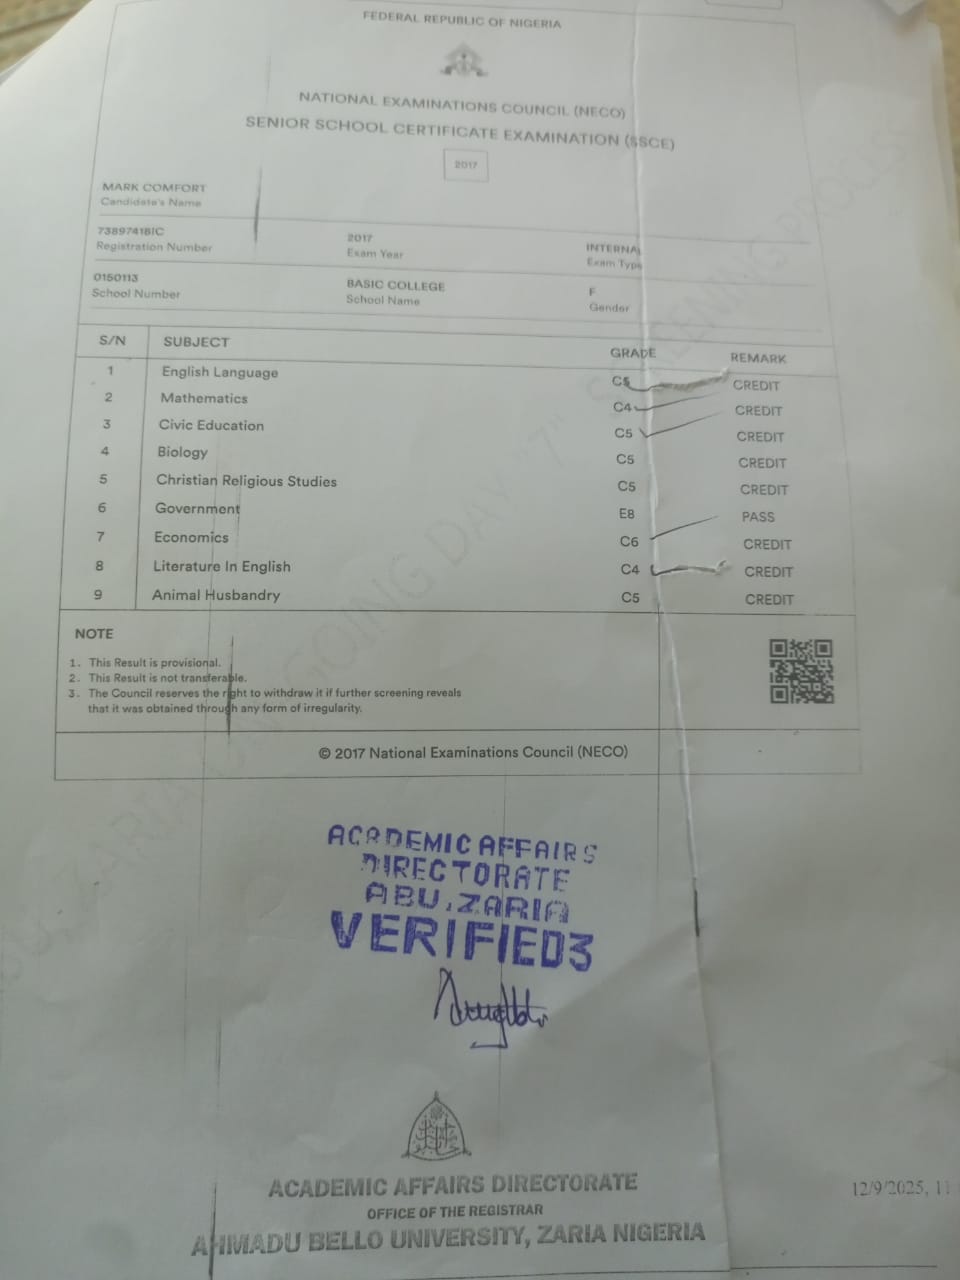 FEDERAL REPUBLIC OF NIGERIA
NATIONAL EXAMINATIONS COUNCIL (NECO)
SENIOR SCHOOL CERTIFICATE EXAMINATION (SSCE)
2017
MARK COMFORT
Candidate's Name
73897418IC 2017 INTERNAL
Registration Number Exam Year Exam Type
0150113 BASIC COLLEGE F
School Number School Name Gender
S/N SUBJECT GRADE REMARK
1 English Language C5 CREDIT
2 Mathematics C4 CREDIT
3 Civic Education C5 CREDIT
4 Biology C5 CREDIT
5 Christian Religious Studies C5 CREDIT
6 Government E8 PASS
7 Economics C6 CREDIT
8 Literature In English C4 CREDIT
9 Animal Husbandry C5 CREDIT
NOTE
1. This Result is provisional.
2. This Result is not transferable.
3. The Council reserves the right to withdraw it if further screening reveals
that it was obtained through any form of irregularity.
© 2017 National Examinations Council (NECO)
ACADEMIC AFFAIRS
DIRECTORATE
ABU, ZARIA
VERIFIED3
ACADEMIC AFFAIRS DIRECTORATE
OFFICE OF THE REGISTRAR
AHMADU BELLO UNIVERSITY, ZARIA NIGERIA
12/9/2025, 11